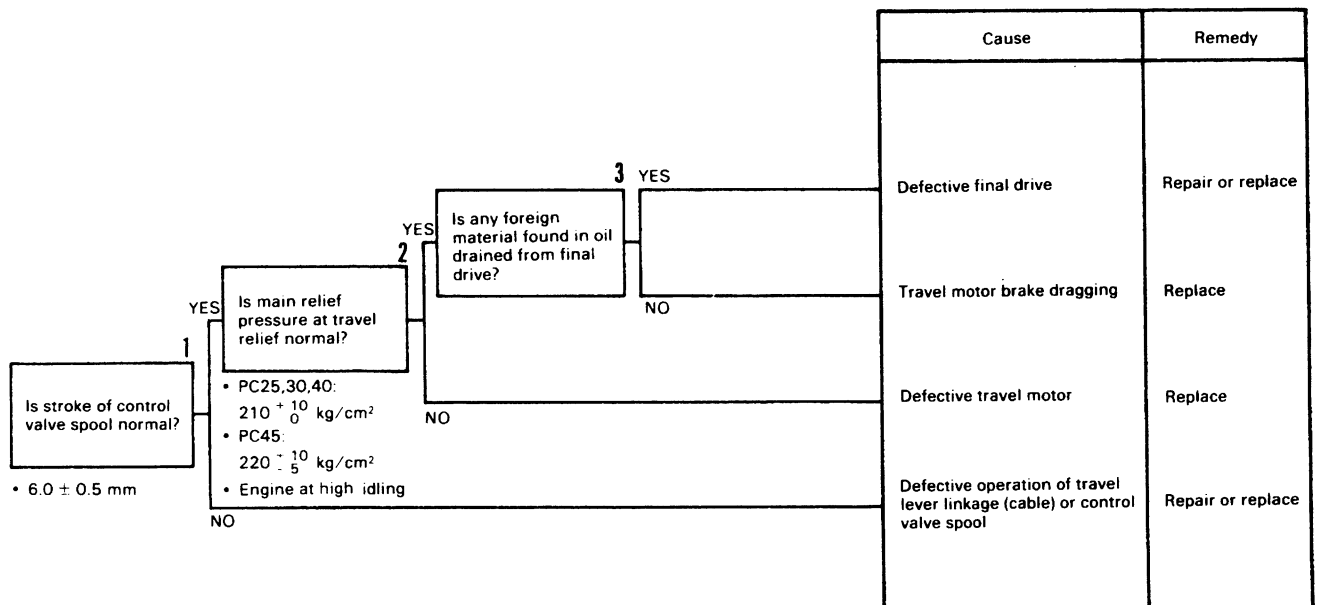 Cause
Remedy
3 YES
Is any foreign
material found in oil
drained from final
drive?
Defective final drive
Repair or replace
NO
Travel motor brake dragging
Replace
YES
2
Is main relief
pressure at travel
relief normal?
• PC25,30,40:
210 + 10 0 kg/cm²
• PC45:
220 + 10 - 5 kg/cm²
• Engine at high idling
NO
Defective travel motor
Replace
YES
1
Is stroke of control
valve spool normal?
• 6.0 ± 0.5 mm
NO
Defective operation of travel
lever linkage (cable) or control
valve spool
Repair or replace